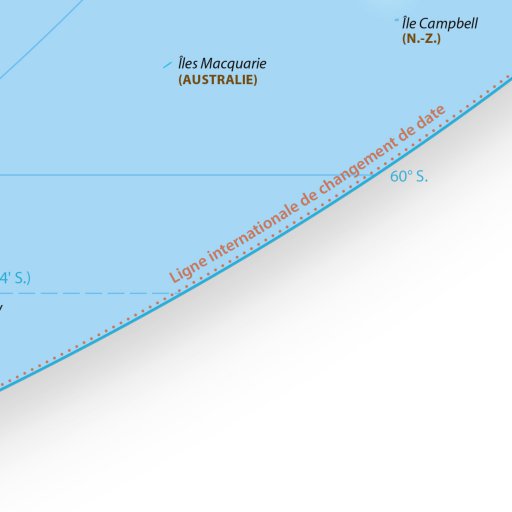 Île Campbell
(N.-Z.)
Îles Macquarie
(AUSTRALIE)
Ligne internationale de changement de date
60° S.
4' S.)